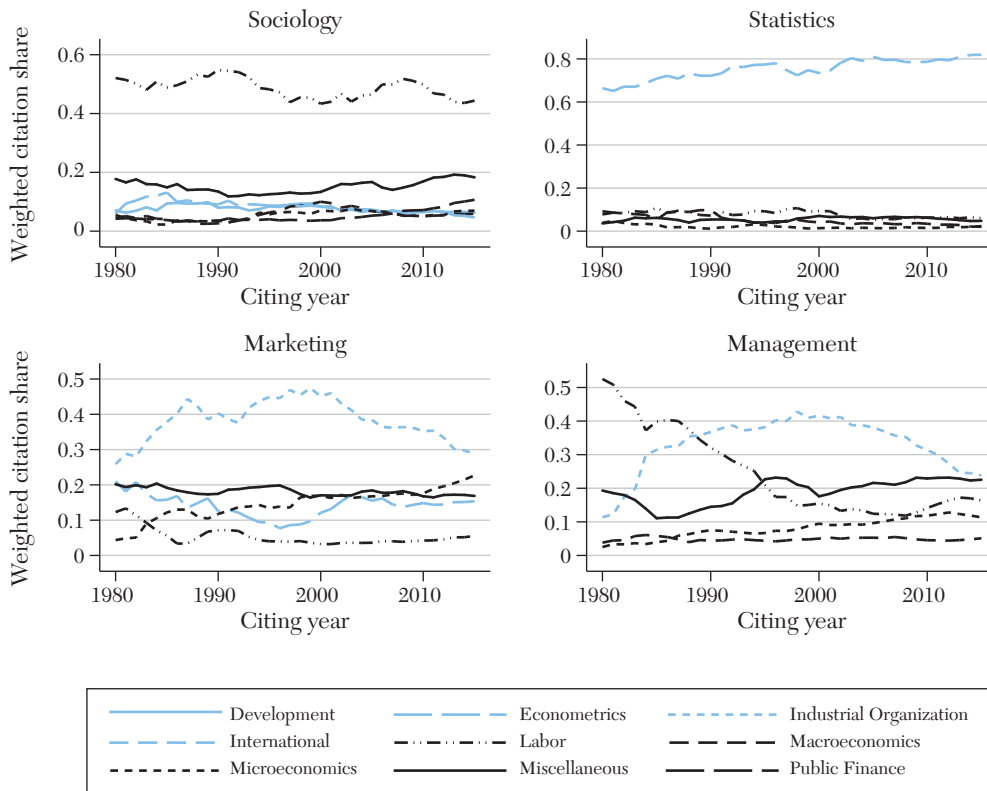 Sociology
Weighted citation share
0.6
0.4
0.2
0
1980 1990 2000 2010
Citing year
Statistics
0.8
0.6
0.4
0.2
0
1980 1990 2000 2010
Citing year
Marketing
Weighted citation share
0.5
0.4
0.3
0.2
0.1
0
1980 1990 2000 2010
Citing year
Management
0.5
0.4
0.3
0.2
0.1
0
1980 1990 2000 2010
Citing year
Development Econometrics Industrial Organization
International Labor Macroeconomics
Microeconomics Miscellaneous Public Finance